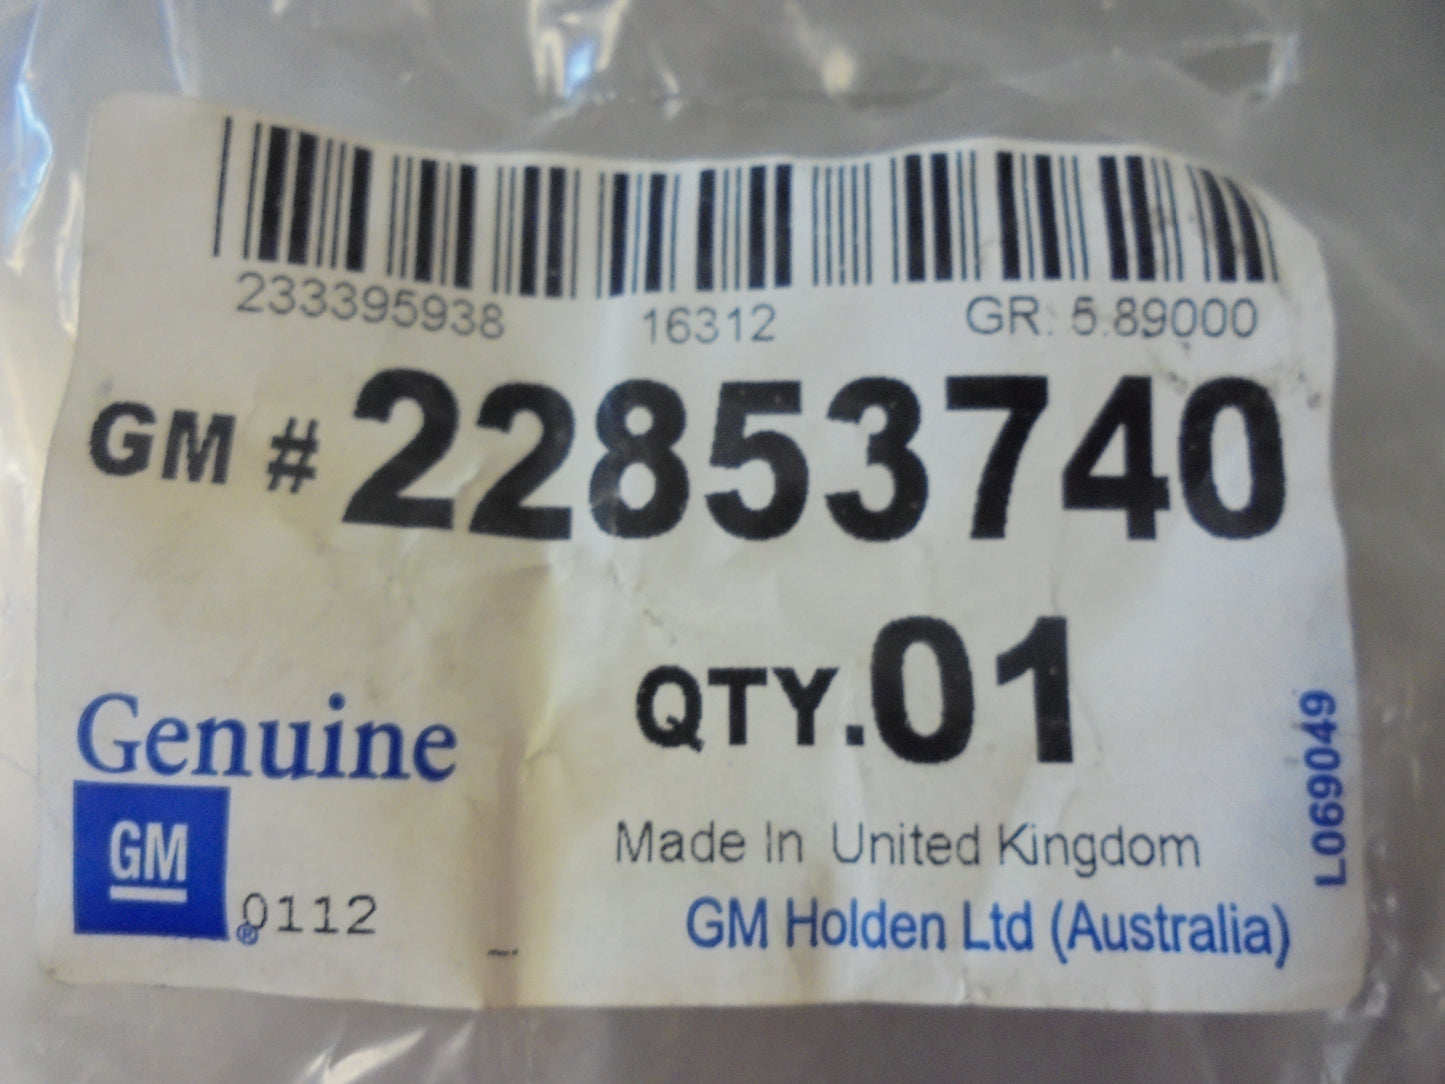 233395938 16312 GR: 5.89000
GM # 22853740
QTY.01
Genuine
GM
® 0112
Made In United Kingdom
GM Holden Ltd (Australia)
L069049